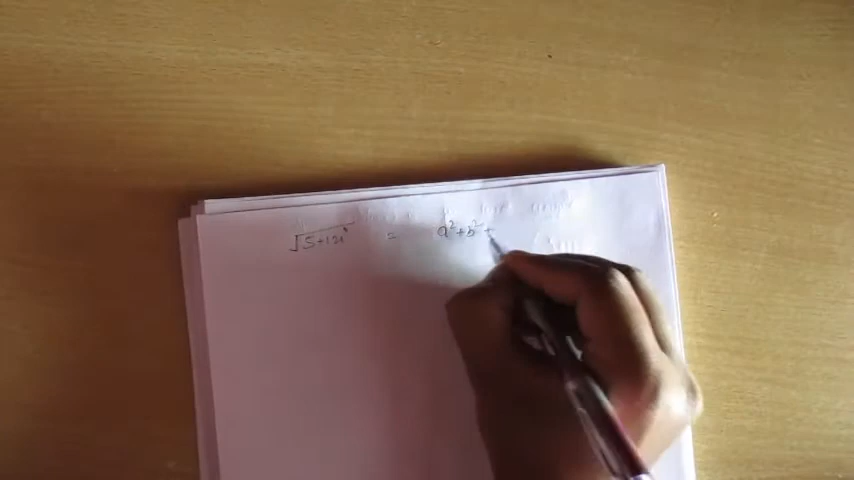 √5+12i = a²+b²+